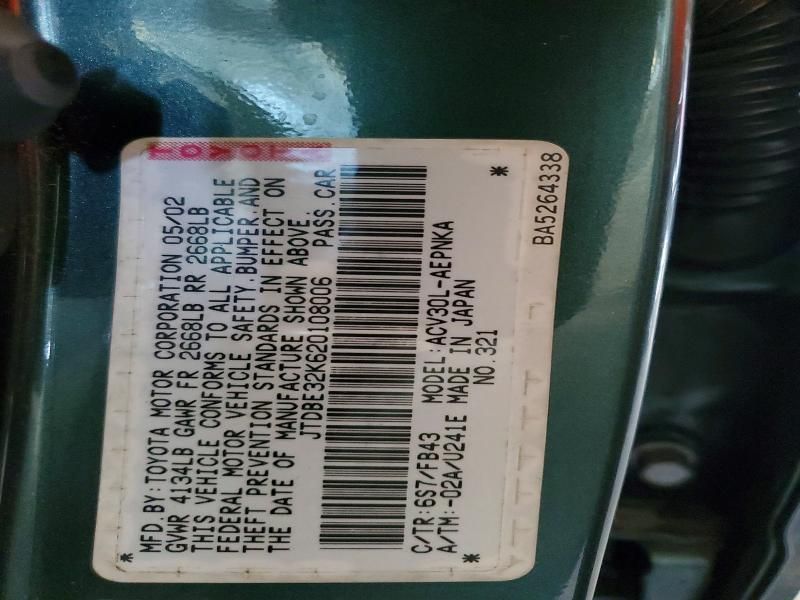 TOYOTA
MFD. BY: TOYOTA MOTOR CORPORATION 05/02
GVWR 4134LB GAWR FR 2668LB RR 2668LB
THIS VEHICLE CONFORMS TO ALL APPLICABLE
FEDERAL MOTOR VEHICLE SAFETY, BUMPER, AND
THEFT PREVENTION STANDARDS IN EFFECT ON
THE DATE OF MANUFACTURE SHOWN ABOVE.
JTDBE32K620108006 PASS. CAR
C/TR: 6S7/FB43 MODEL: ACV30L-AEPNKA
A/TM: -02A/U241E MADE IN JAPAN
* NO. 321 *
BA5264338